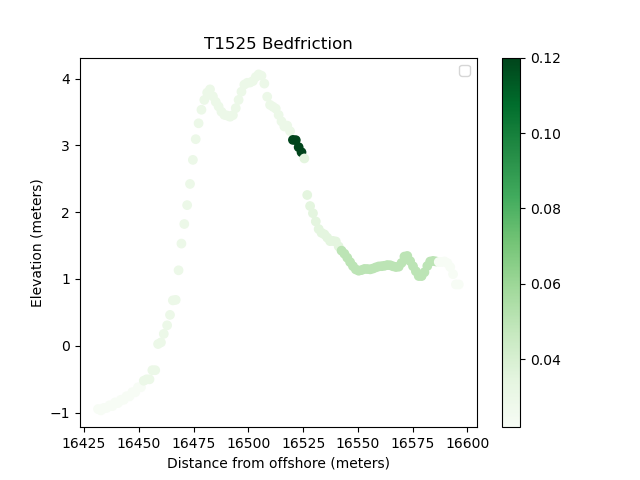 T1525 Bedfriction
Elevation (meters)
4
3
2
1
0
−1
16425 16450 16475 16500 16525 16550 16575 16600
Distance from offshore (meters)
0.12
0.10
0.08
0.06
0.04